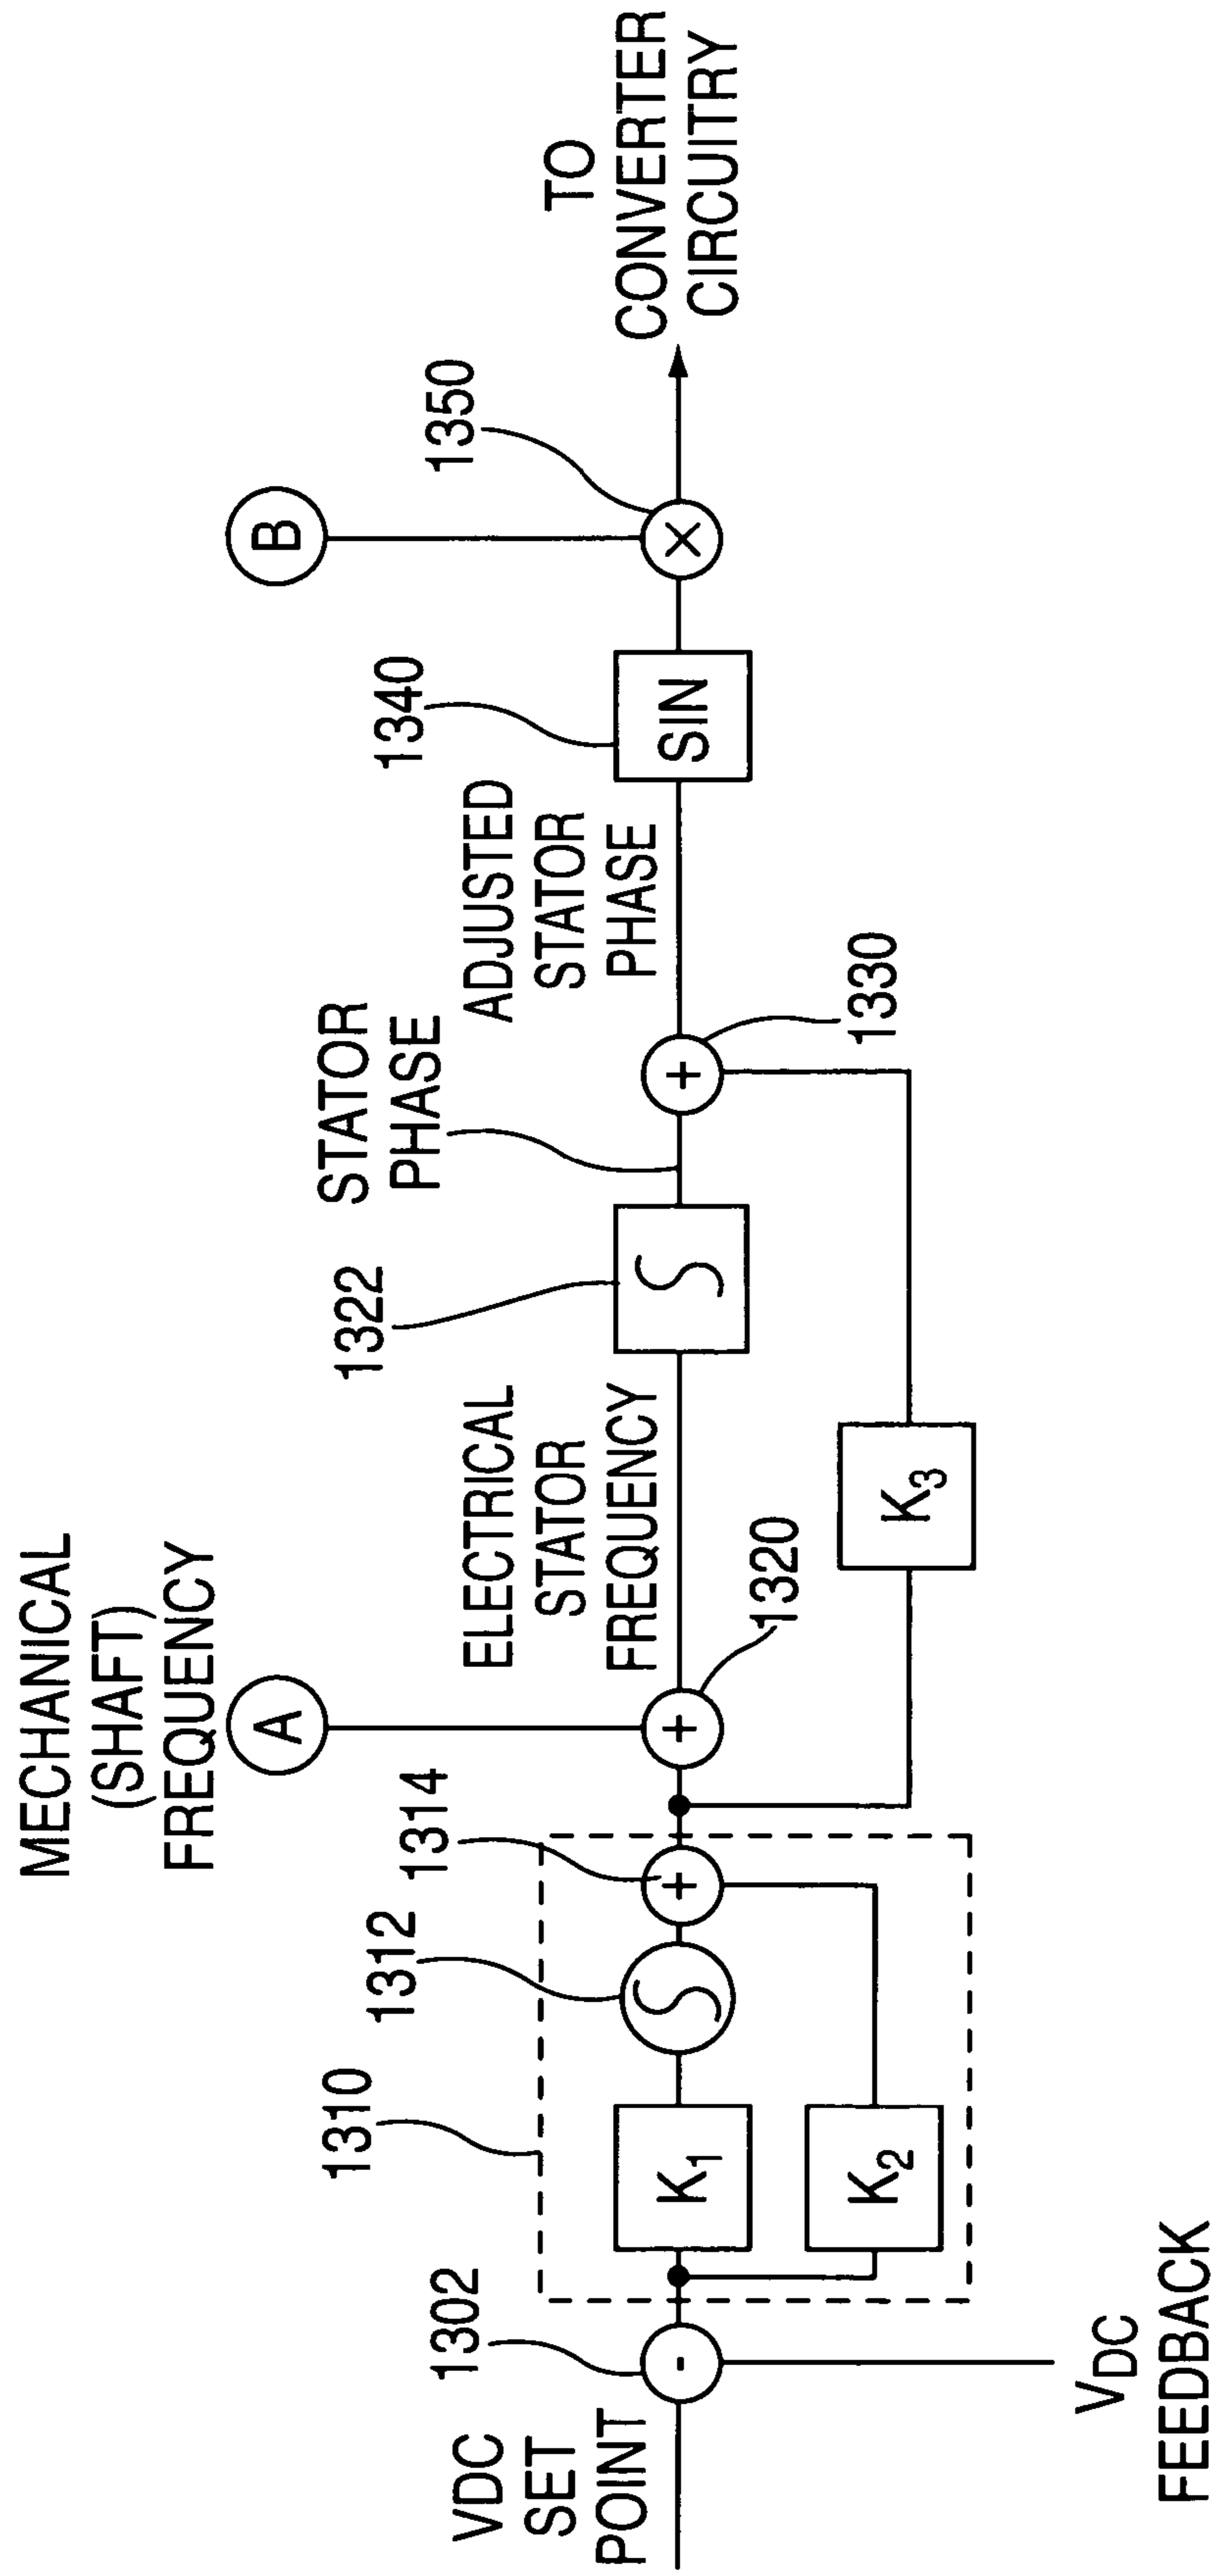 MECHANICAL
(SHAFT)
FREQUENCY
A
B
VDC
SET
POINT
1302
-
VDC
FEEDBACK
1310
K1
K2
1312
∫
1314
+
1320
+
ELECTRICAL
STATOR
FREQUENCY
K3
1322
∫
STATOR
PHASE
1330
+
ADJUSTED
STATOR
PHASE
1340
SIN
1350
×
TO
CONVERTER
CIRCUITRY